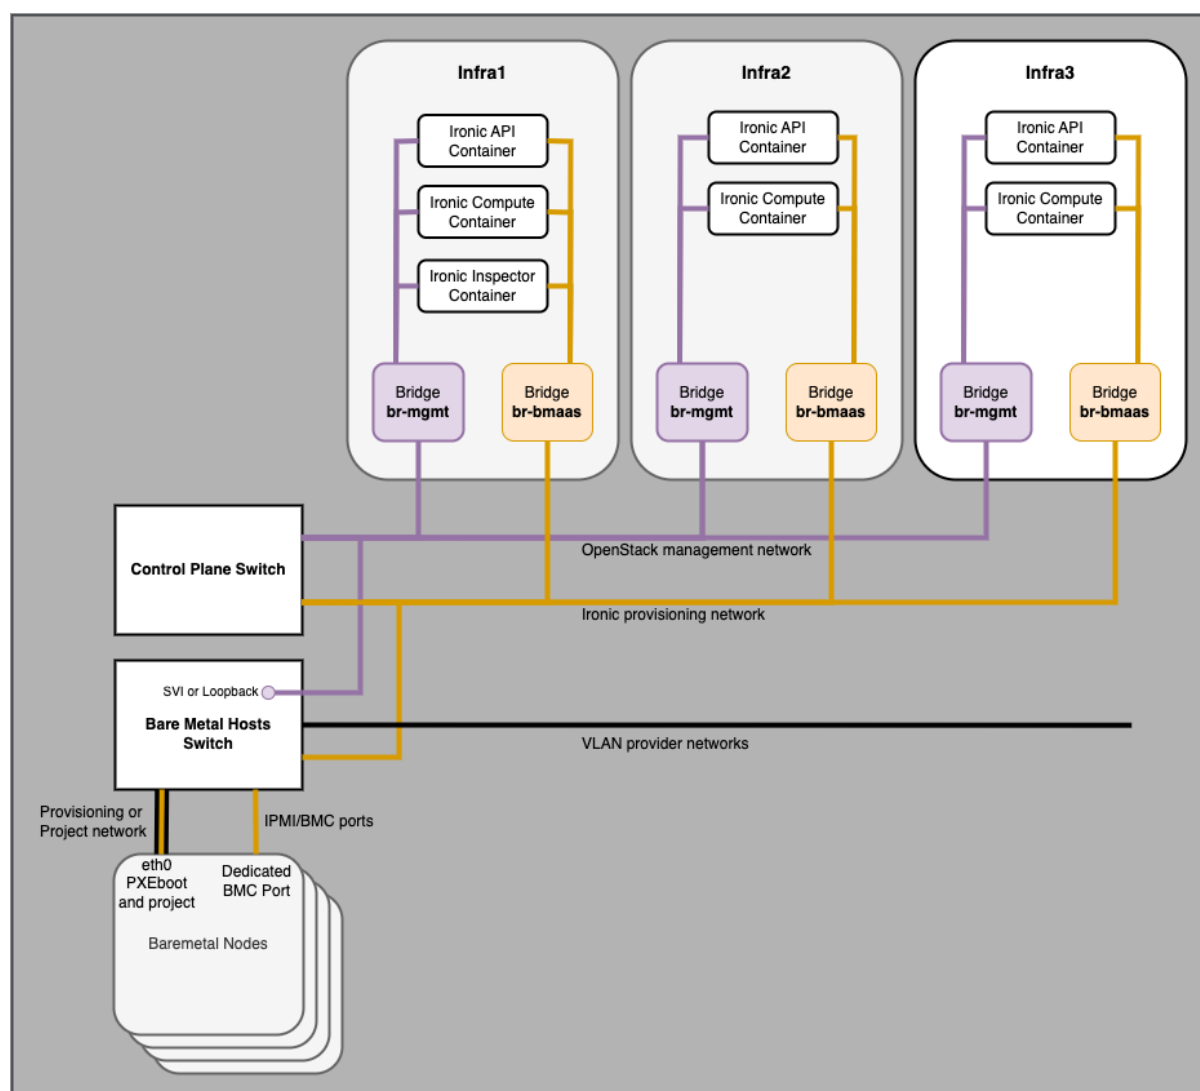 Infra1
Ironic API
Container
Ironic Compute
Container
Ironic Inspector
Container
Bridge
br-mgmt
Bridge
br-bmaas
Infra2
Ironic API
Container
Ironic Compute
Container
Bridge
br-mgmt
Bridge
br-bmaas
Infra3
Ironic API
Container
Ironic Compute
Container
Bridge
br-mgmt
Bridge
br-bmaas
OpenStack management network
Control Plane Switch
Ironic provisioning network
SVI or Loopback
Bare Metal Hosts
Switch
VLAN provider networks
Provisioning or
Project network
IPMI/BMC ports
eth0
PXEboot
and project
Dedicated
BMC Port
Baremetal Nodes